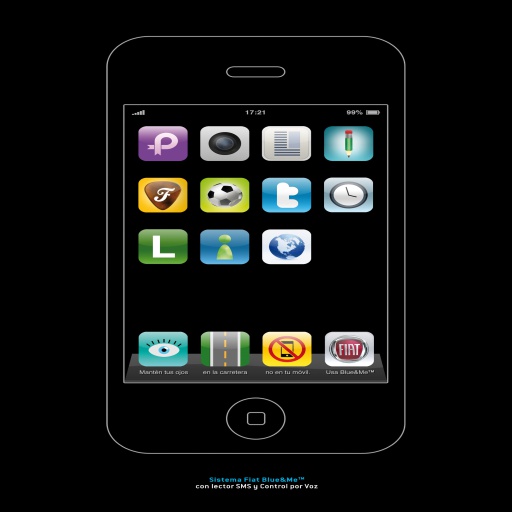 17:21 99%
P
L
F
t
L
Mantén tus ojos en la carretera no en tu móvil. Usa Blue&Me™
FIAT
Sistema Fiat Blue&Me™
con lector SMS y Control por Voz